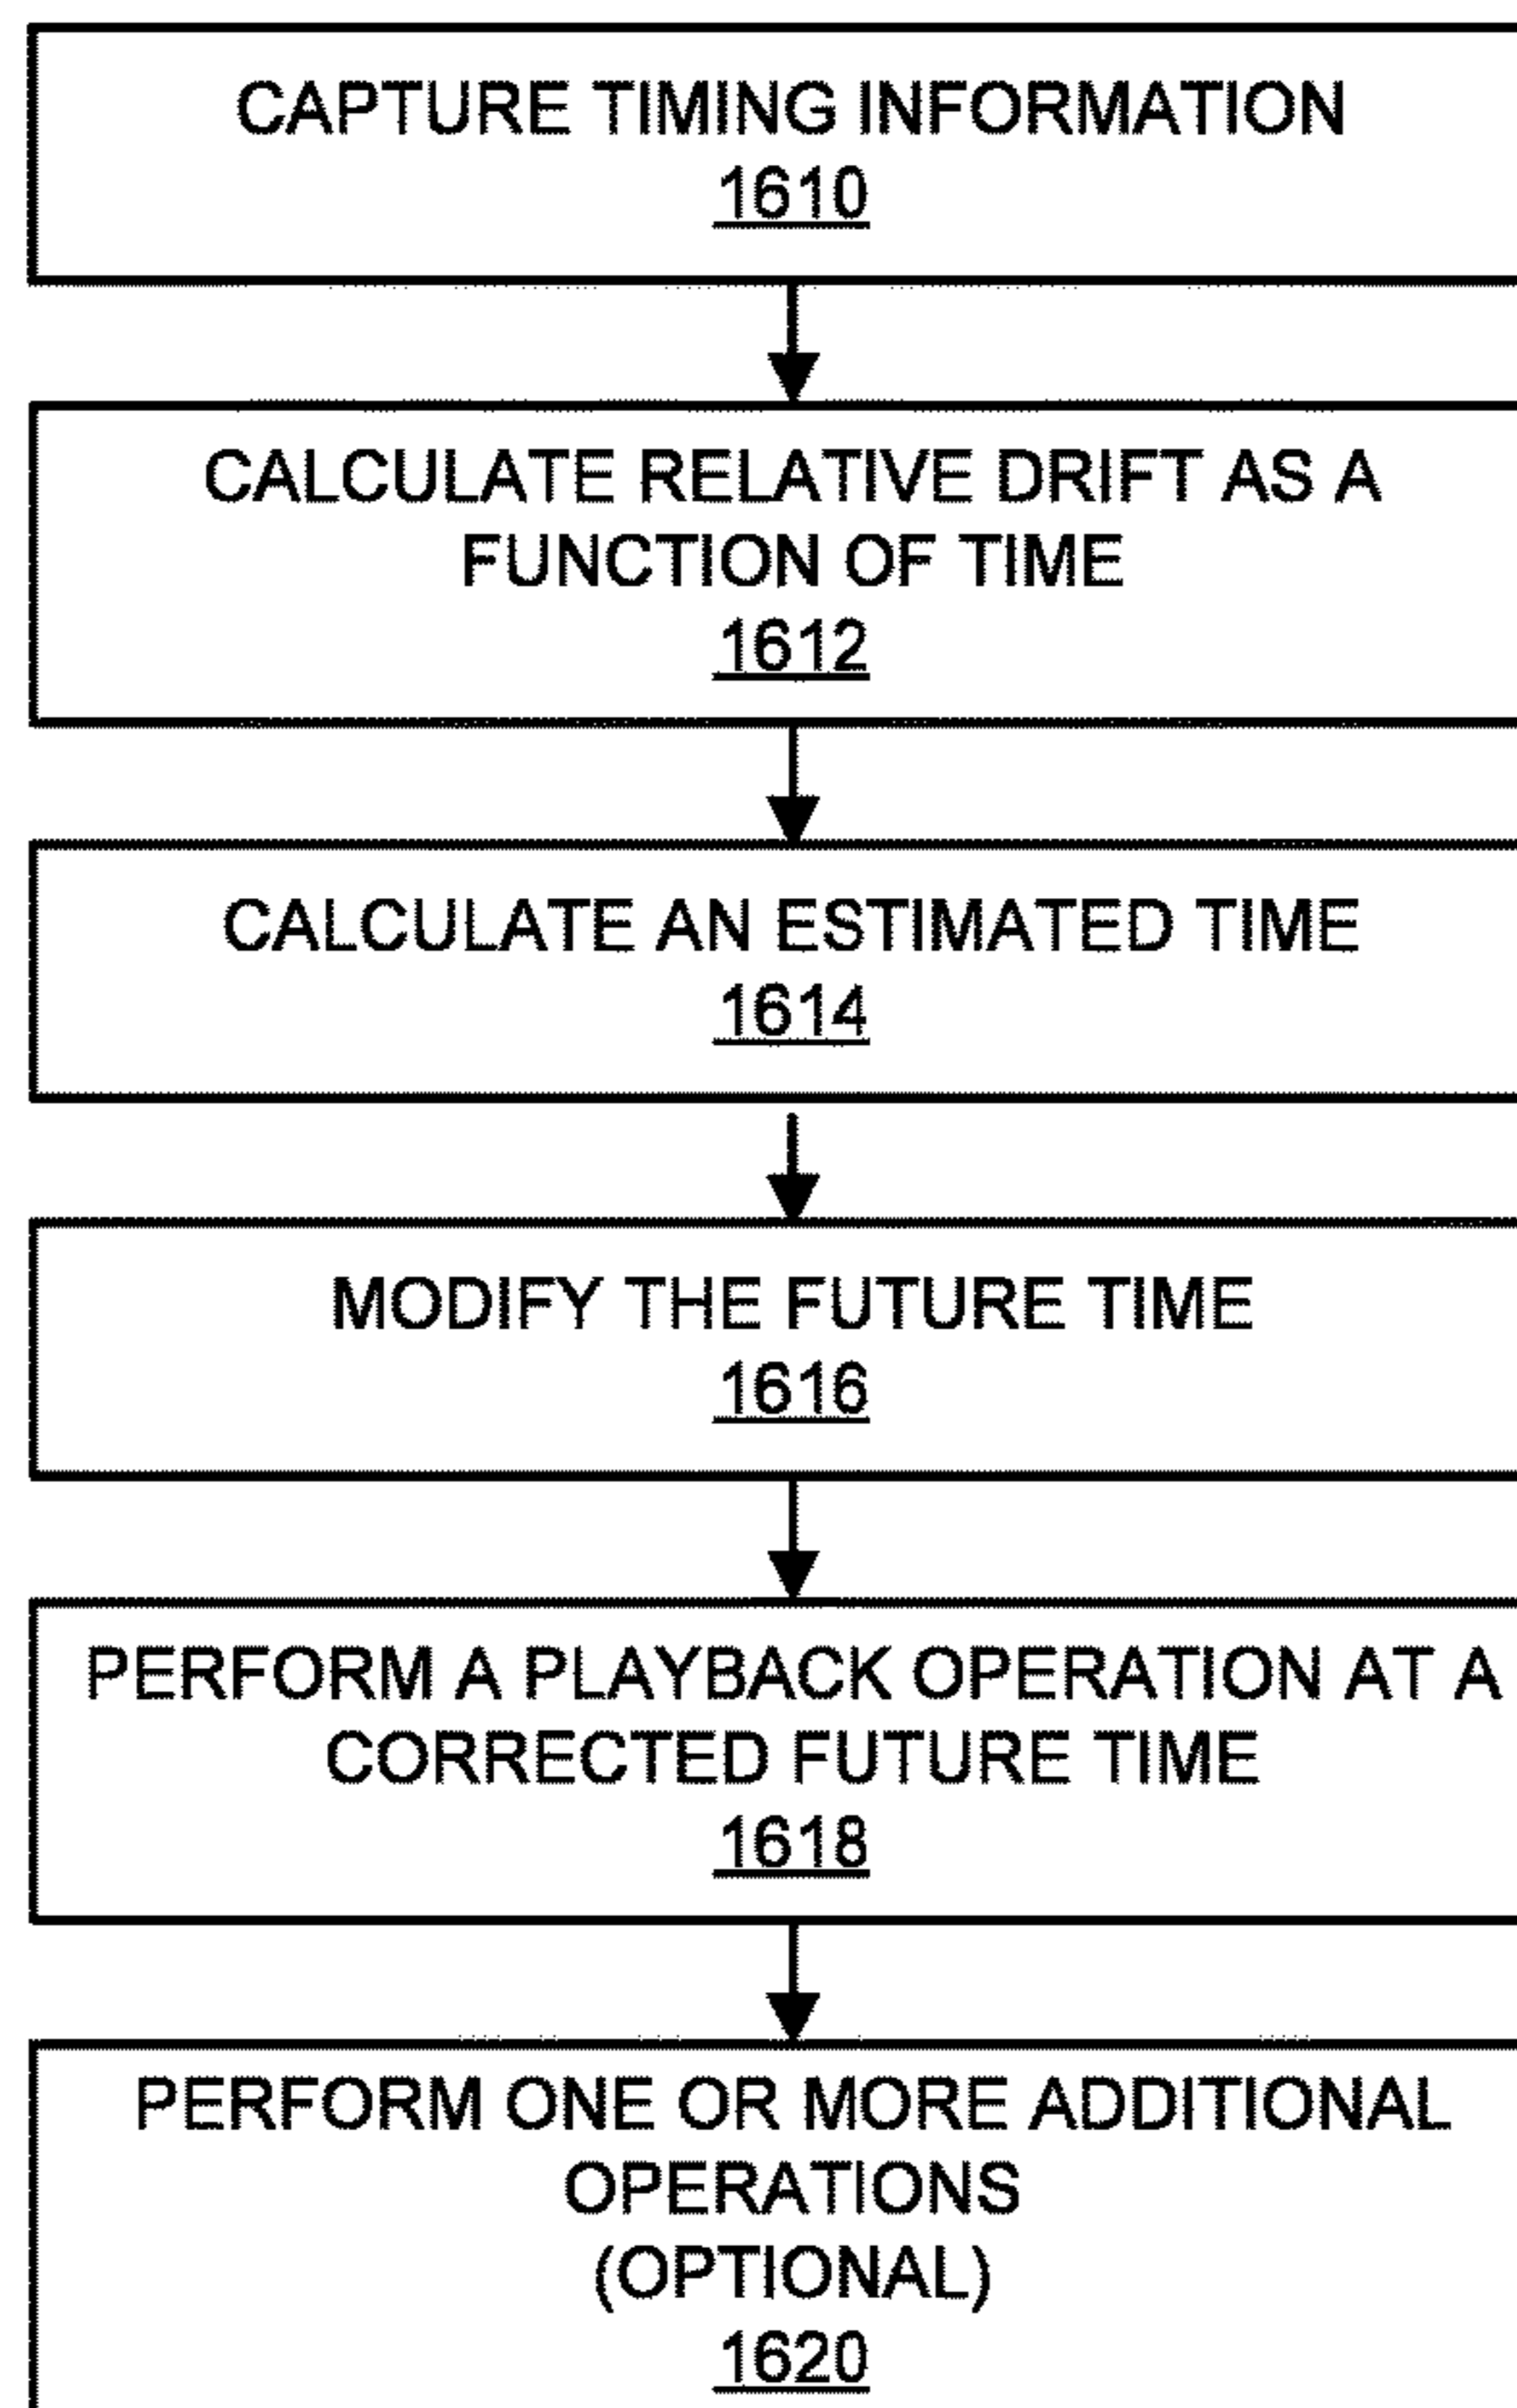 CAPTURE TIMING INFORMATION
1610
CALCULATE RELATIVE DRIFT AS A
FUNCTION OF TIME
1612
CALCULATE AN ESTIMATED TIME
1614
MODIFY THE FUTURE TIME
1616
PERFORM A PLAYBACK OPERATION AT A
CORRECTED FUTURE TIME
1618
PERFORM ONE OR MORE ADDITIONAL
OPERATIONS
(OPTIONAL)
1620